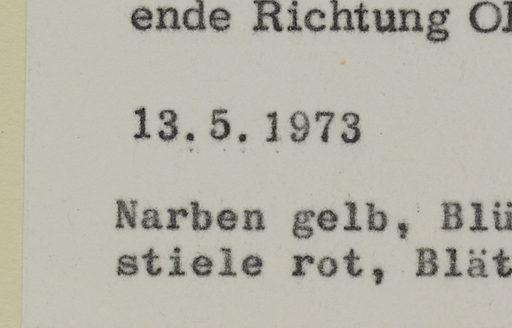 ende Richtung
13.5.1973
Narben gelb, Blü
stiele rot, Blät